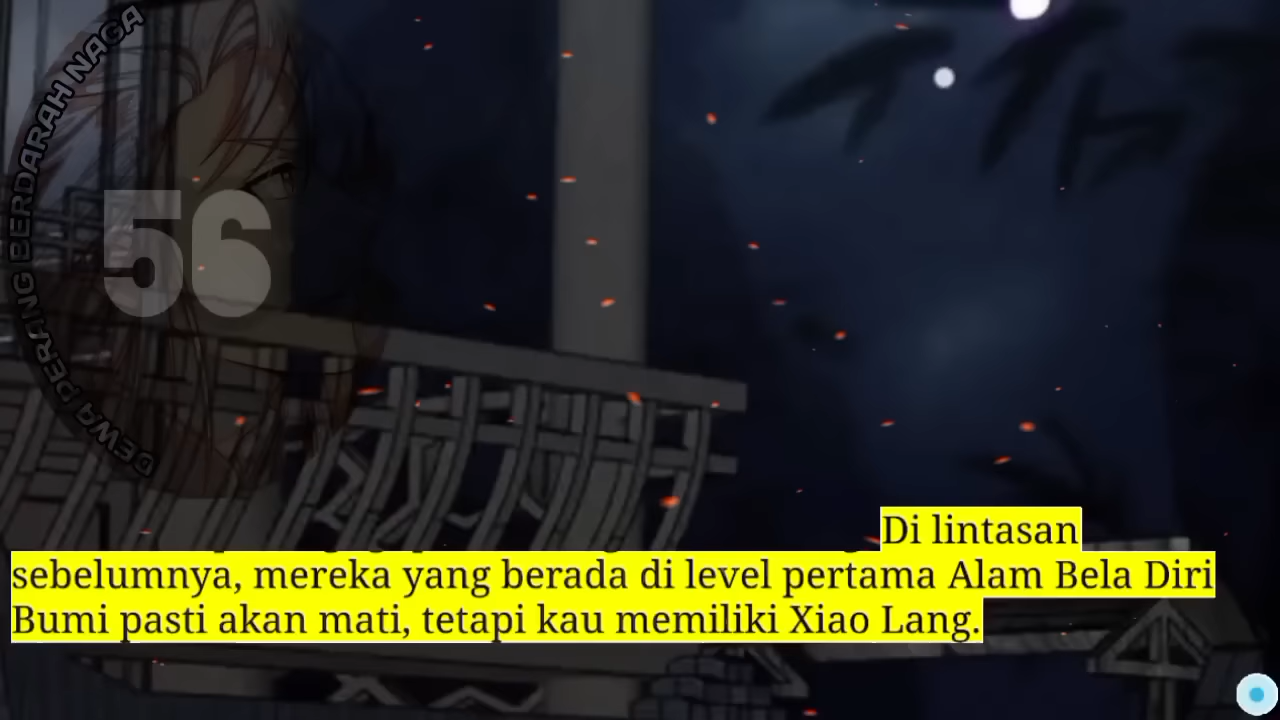 DEWA PERANG BERDARAH NAGA
56
Di lintasan
sebelumnya, mereka yang berada di level pertama Alam Bela Diri
Bumi pasti akan mati, tetapi kau memiliki Xiao Lang.